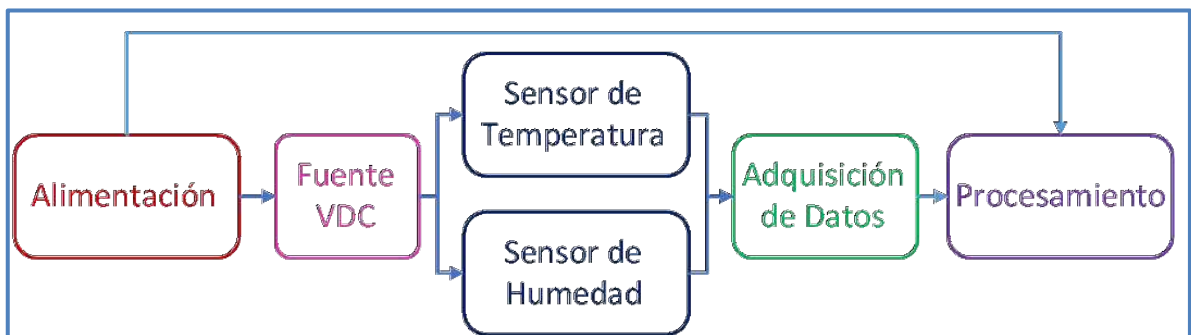 Alimentación
Fuente
VDC
Sensor de
Temperatura
Sensor de
Humedad
Adquisición
de Datos
Procesamiento